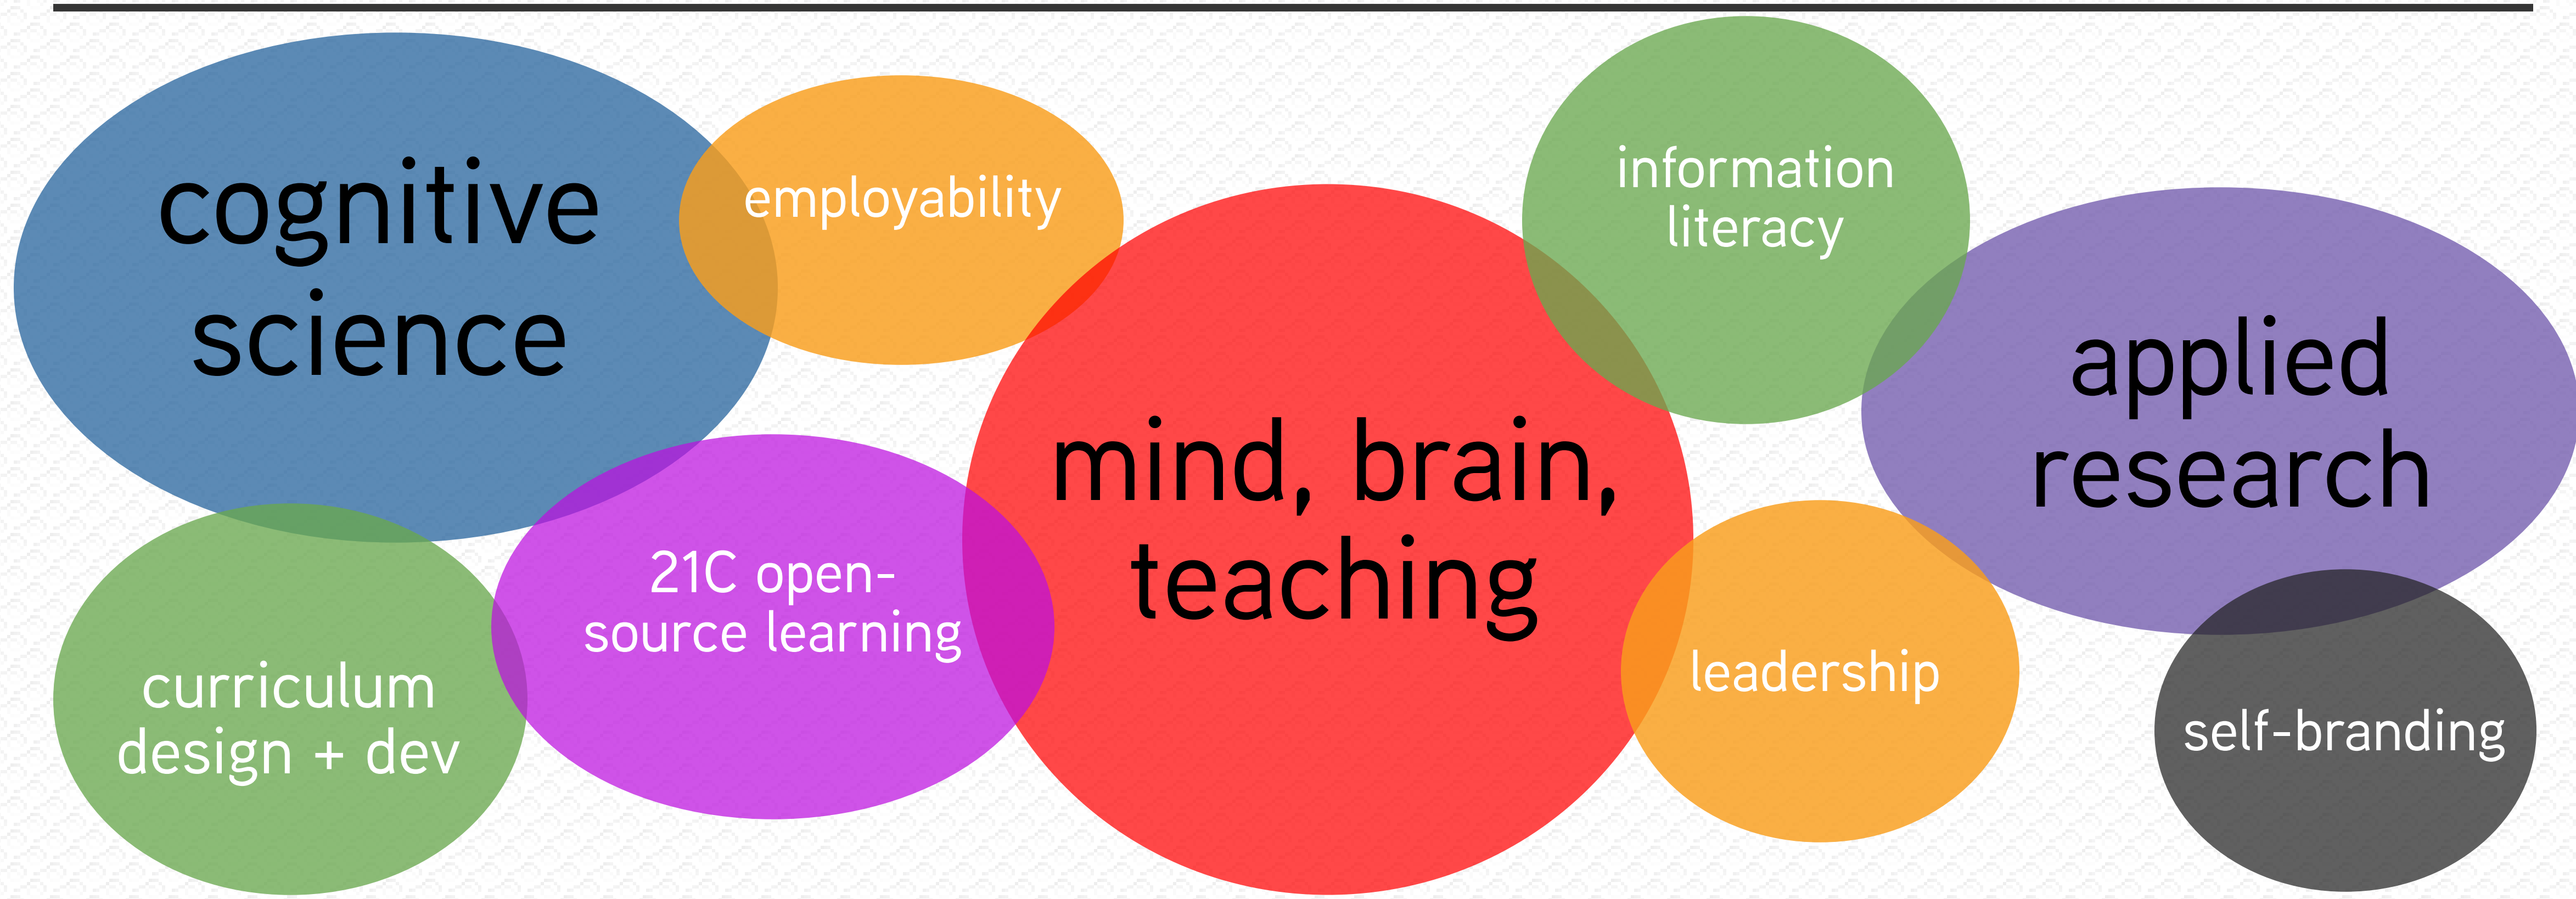 cognitive
science
employability
information
literacy
mind, brain,
teaching
applied
research
21C open-
source learning
curriculum
design + dev
leadership
self-branding